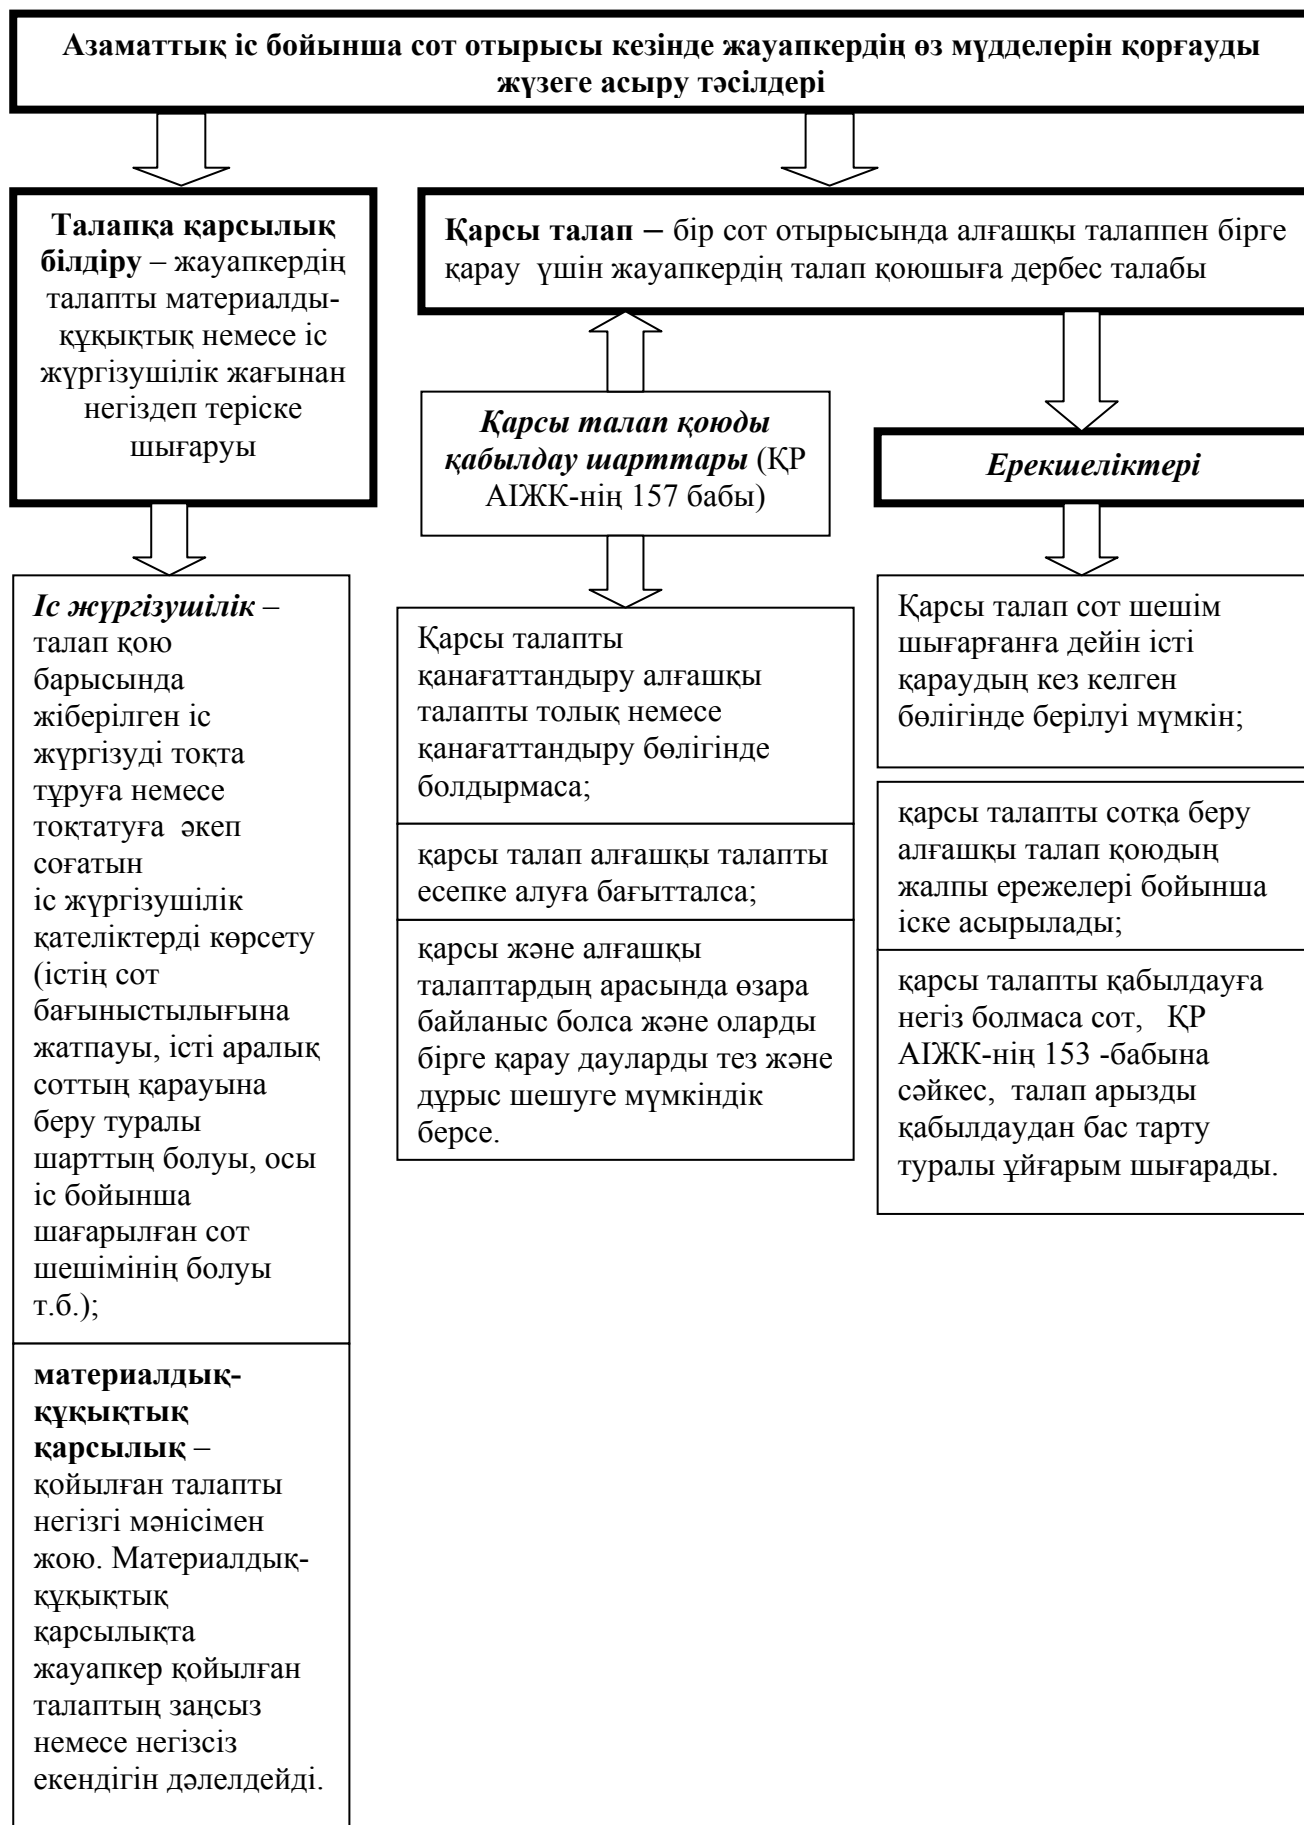 Азаматтық іс бойынша сот отырысы кезінде жауапкердің өз мүдделерін қорғауды
жүзеге асыру тәсілдері
Талапқа қарсылық
білдіру – жауапкердің
талапты материалды-
құқықтық немесе іс
жүргізушілік жағынан
негіздеп теріске
шығаруы
Қарсы талап – бір сот отырысында алғашқы талаппен бірге
қарау үшін жауапкердің талап қоюшыға дербес талабы
Қарсы талап қоюды
қабылдау шарттары (ҚР
АІЖК-нің 157 бабы)
Ерекшеліктері
Іс жүргізушілік –
талап қою
барысында
жіберілген іс
жүргізуді тоқта
тұруға немесе
тоқтатуға әкеп
соғатын
іс жүргізушілік
қателіктерді көрсету
(істің сот
бағыныстылығына
жатпауы, істі аралық
соттың қарауына
беру туралы
шарттың болуы, осы
іс бойынша
шағарылған сот
шешімінің болуы
т.б.);
материалдық-
құқықтық
қарсылық –
қойылған талапты
негізгі мәнісімен
жою. Материалдық-
құқықтық
қарсылықта
жауапкер қойылған
талаптың заңсыз
немесе негізсіз
екендігін дәлелдейді.
Қарсы талапты
қанағаттандыру алғашқы
талапты толық немесе
қанағаттандыру бөлігінде
болдырмаса;
қарсы талап алғашқы талапты
есепке алуға бағытталса;
қарсы және алғашқы
талаптардың арасында өзара
байланыс болса және оларды
бірге қарау дауларды тез және
дұрыс шешуге мүмкіндік
берсе.
Қарсы талап сот шешім
шығарғанға дейін істі
қараудың кез келген
бөлігінде берілуі мүмкін;
қарсы талапты сотқа беру
алғашқы талап қоюдың
жалпы ережелері бойынша
іске асырылады;
қарсы талапты қабылдауға
негіз болмаса сот, ҚР
АІЖК-нің 153 -бабына
сәйкес, талап арызды
қабылдаудан бас тарту
туралы ұйғарым шығарады.